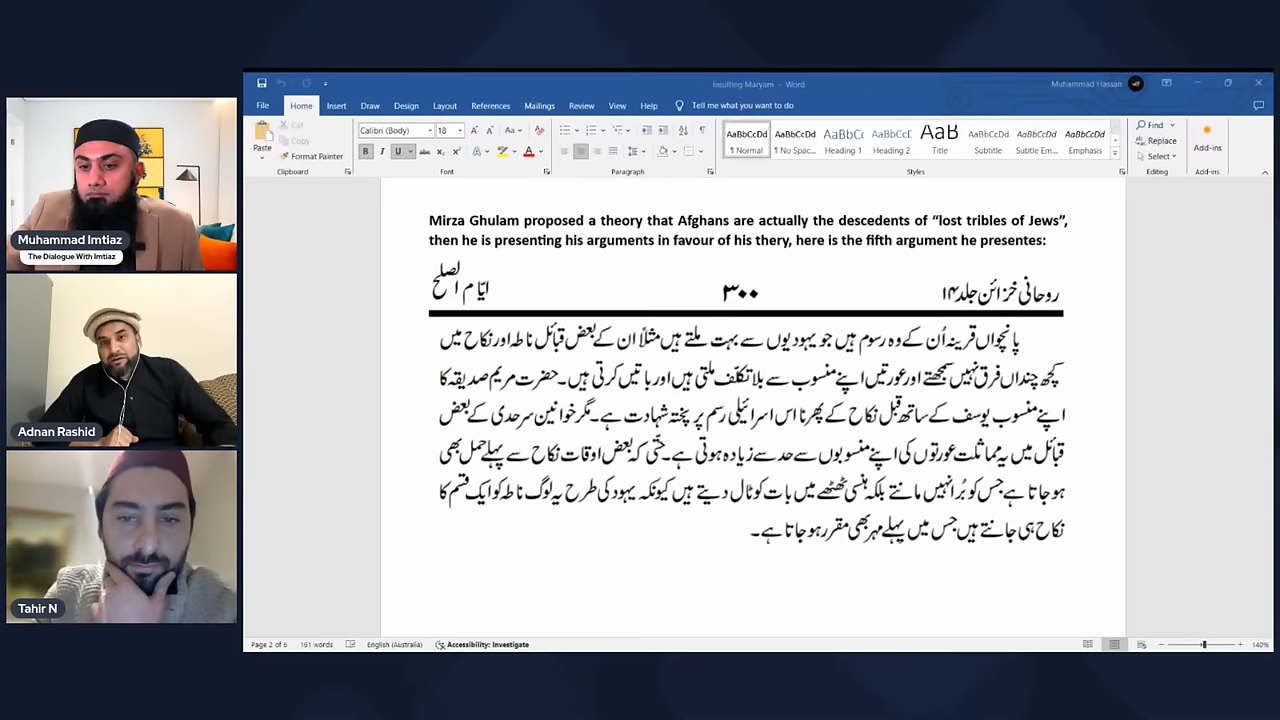 Insulting Maryam - Word
Muhammad Hassan
File Home Insert Draw Design Layout References Mailings Review View Help Tell me what you want to do
Paste
Cut
Copy
Format Painter
Clipboard
Calibri (Body) 18
Font
Paragraph
AaBbCcDd AaBbCcDd AaBbCc AaBbCcE AaB AaBbCcDd AaBbCcDd AaBbCcDd
¶ Normal ¶ No Spac... Heading 1 Heading 2 Title Subtitle Subtle Em... Emphasis
Styles
Find
Replace
Select
Editing
Add-ins
Add-ins
Muhammad Imtiaz
The Dialogue With Imtiaz
Adnan Rashid
Tahir N
Mirza Ghulam proposed a theory that Afghans are actually the descedents of “lost tribles of Jews”,
then he is presenting his arguments in favour of his thery, here is the fifth argument he presentes:
روحانی خزائن جلد ۱۴ ۳۰۰ ایّام الصلح
پانچواں قرینہ اُن کے وہ رسوم ہیں جو یہودیوں سے بہت ملتے ہیں مثلاً ان کے بعض قبائل ناطہ اور نکاح میں
کچھ چنداں فرق نہیں سمجھتے اور عورتیں اپنے منسوب سے بلا تکلّف ملتی ہیں اور باتیں کرتی ہیں۔ حضرت مریم صدیقہ کا
اپنے منسوب یوسف کے ساتھ قبل نکاح کے پھرنا اس اسرائیلی رسم پر پختہ شہادت ہے۔ مگر خوانین سرحدی کے بعض
قبائل میں یہ مماثلت عورتوں کی اپنے منسوبوں سے حد سے زیادہ ہوتی ہے۔ حتّٰی کہ بعض اوقات نکاح سے پہلے حمل بھی
ہو جاتا ہے جس کو بُرا نہیں مانتے بلکہ ہنسی ٹھٹھے میں بات کو ٹال دیتے ہیں کیونکہ یہود کی طرح یہ لوگ ناطہ کو ایک قسم کا
نکاح ہی جانتے ہیں جس میں پہلے مہر بھی مقرر ہو جاتا ہے۔
Page 2 of 6 161 words English (Australia) Accessibility: Investigate 140%